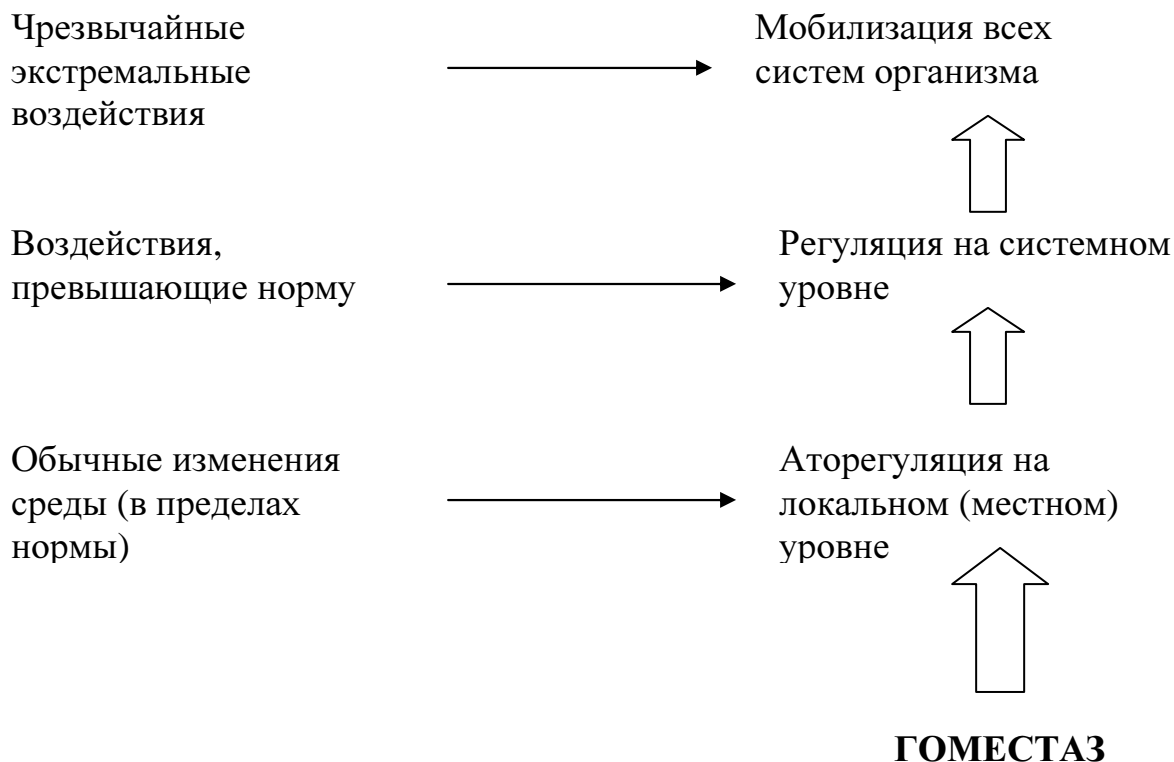 Чрезвычайные
экстремальные
воздействия
Мобилизация всех
систем организма
Воздействия,
превышающие норму
Регуляция на системном
уровне
Обычные изменения
среды (в пределах
нормы)
Аторегуляция на
локальном (местном)
уровне
ГОМЕСТАЗ